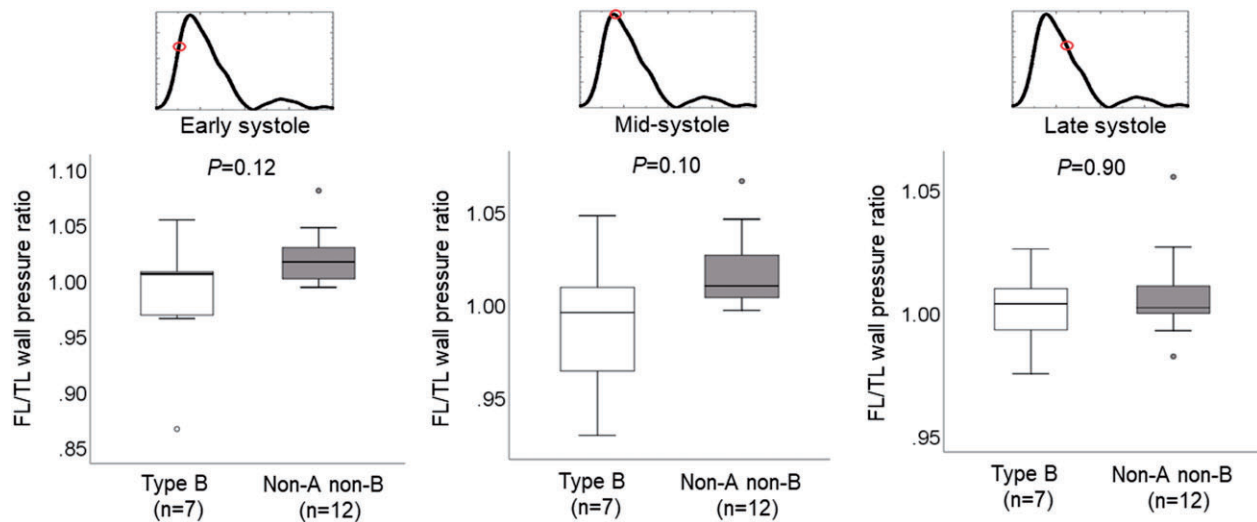 Early systole
Mid-systole
Late systole
FL/TL wall pressure ratio
P=0.12
1.10
1.05
1.00
.95
.90
.85
Type B
(n=7)
Non-A non-B
(n=12)
FL/TL wall pressure ratio
P=0.10
1.05
1.00
.95
Type B
(n=7)
Non-A non-B
(n=12)
FL/TL wall pressure ratio
P=0.90
1.05
1.00
.95
Type B
(n=7)
Non-A non-B
(n=12)